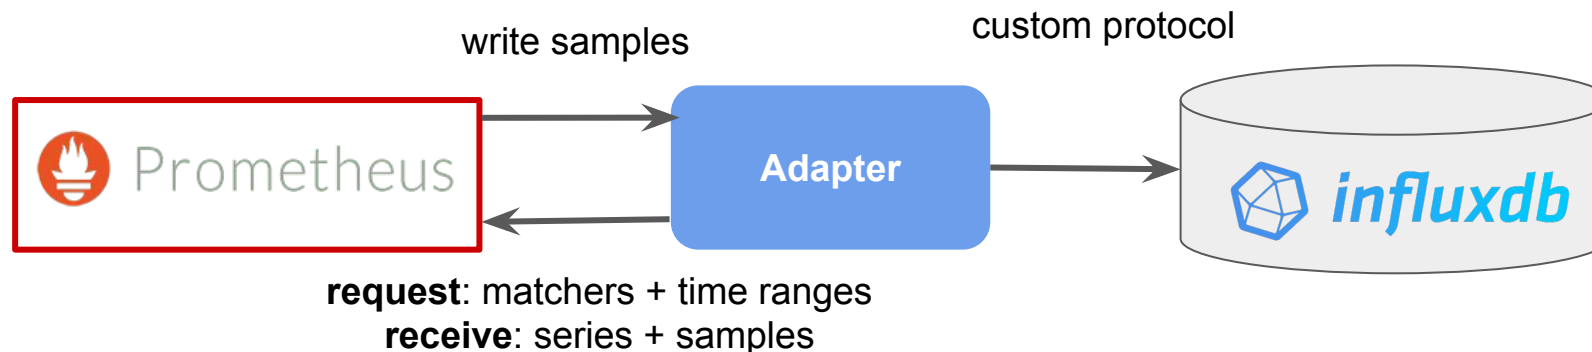 write samples
custom protocol
Prometheus
Adapter
influxdb
request: matchers + time ranges
receive: series + samples